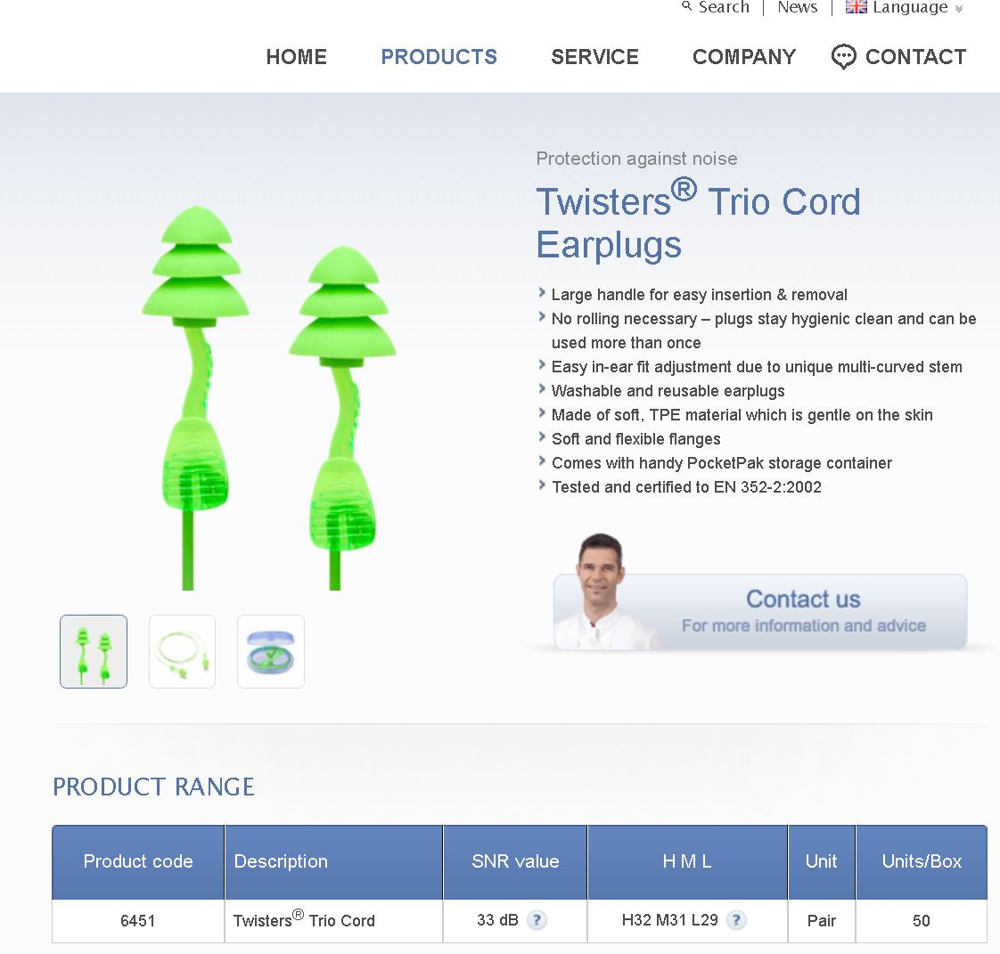 Search | News | Language
HOME PRODUCTS SERVICE COMPANY CONTACT
Protection against noise
Twisters® Trio Cord
Earplugs
Large handle for easy insertion & removal
No rolling necessary – plugs stay hygienic clean and can be
used more than once
Easy in-ear fit adjustment due to unique multi-curved stem
Washable and reusable earplugs
Made of soft, TPE material which is gentle on the skin
Soft and flexible flanges
Comes with handy PocketPak storage container
Tested and certified to EN 352-2:2002
Contact us
For more information and advice
PRODUCT RANGE
Product code Description SNR value H M L Unit Units/Box
6451 Twisters® Trio Cord 33 dB ? H32 M31 L29 ? Pair 50